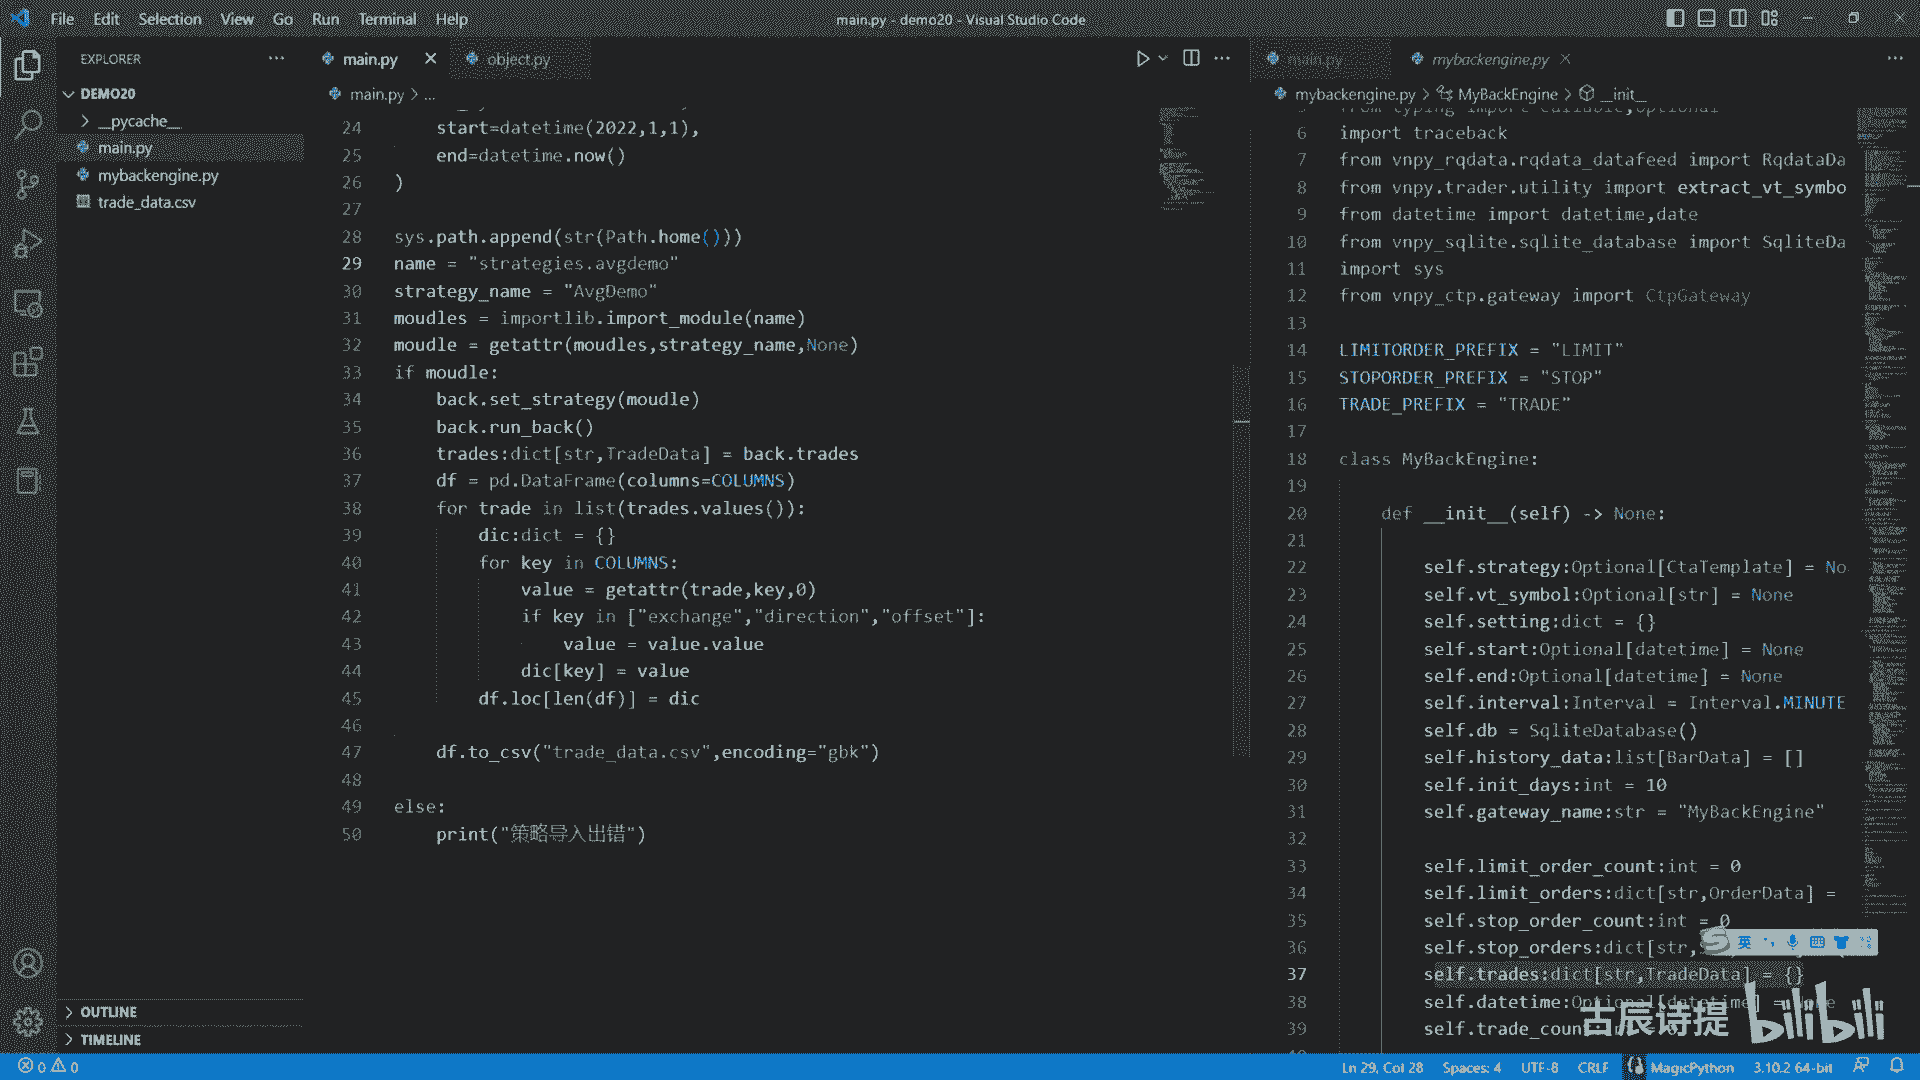 File Edit Selection View Go Run Terminal Help
main.py - demo20 - Visual Studio Code
EXPLORER
DEMO20
__pycache__
main.py
mybackengine.py
trade_data.csv
OUTLINE
TIMELINE
main.py
object.py
main.py > ...
24 start=datetime(2022,1,1),
25 end=datetime.now()
26 )
27
28 sys.path.append(str(Path.home()))
29 name = "strategies.avgdemo"
30 strategy_name = "AvgDemo"
31 moudles = importlib.import_module(name)
32 moudle = getattr(moudles,strategy_name,None)
33 if moudle:
34 back.set_strategy(moudle)
35 back.run_back()
36 trades:dict[str,TradeData] = back.trades
37 df = pd.DataFrame(columns=COLUMNS)
38 for trade in list(trades.values()):
39 dic:dict = {}
40 for key in COLUMNS:
41 value = getattr(trade,key,0)
42 if key in ["exchange","direction","offset"]:
43 value = value.value
44 dic[key] = value
45 df.loc[len(df)] = dic
46
47 df.to_csv("trade_data.csv",encoding="gbk")
48
49 else:
50 print("策略导入出错")
main.py
mybackengine.py
mybackengine.py > MyBackEngine > __init__
from typing import Callable,Optional
6 import traceback
7 from vnpy_rqdata.rqdata_datafeed import RqdataDa
8 from vnpy.trader.utility import extract_vt_symbo
9 from datetime import datetime,date
10 from vnpy_sqlite.sqlite_database import SqliteDa
11 import sys
12 from vnpy_ctp.gateway import CtpGateway
13
14 LIMITORDER_PREFIX = "LIMIT"
15 STOPORDER_PREFIX = "STOP"
16 TRADE_PREFIX = "TRADE"
17
18 class MyBackEngine:
19
20 def __init__(self) -> None:
21
22 self.strategy:Optional[CtaTemplate] = No
23 self.vt_symbol:Optional[str] = None
24 self.setting:dict = {}
25 self.start:Optional[datetime] = None
26 self.end:Optional[datetime] = None
27 self.interval:Interval = Interval.MINUTE
28 self.db = SqliteDatabase()
29 self.history_data:list[BarData] = []
30 self.init_days:int = 10
31 self.gateway_name:str = "MyBackEngine"
32
33 self.limit_order_count:int = 0
34 self.limit_orders:dict[str,OrderData] =
35 self.stop_order_count:int = 0
36 self.stop_orders:dict[str,
37 self.trades:dict[str,TradeData] = {}
38 self.datetime:Optional[datetime] = None
39 self.trade_count
英
古辰诗提
bilibili
0 0
Ln 29, Col 28 Spaces: 4 UTF-8 CRLF MagicPython 3.10.2 64-bit